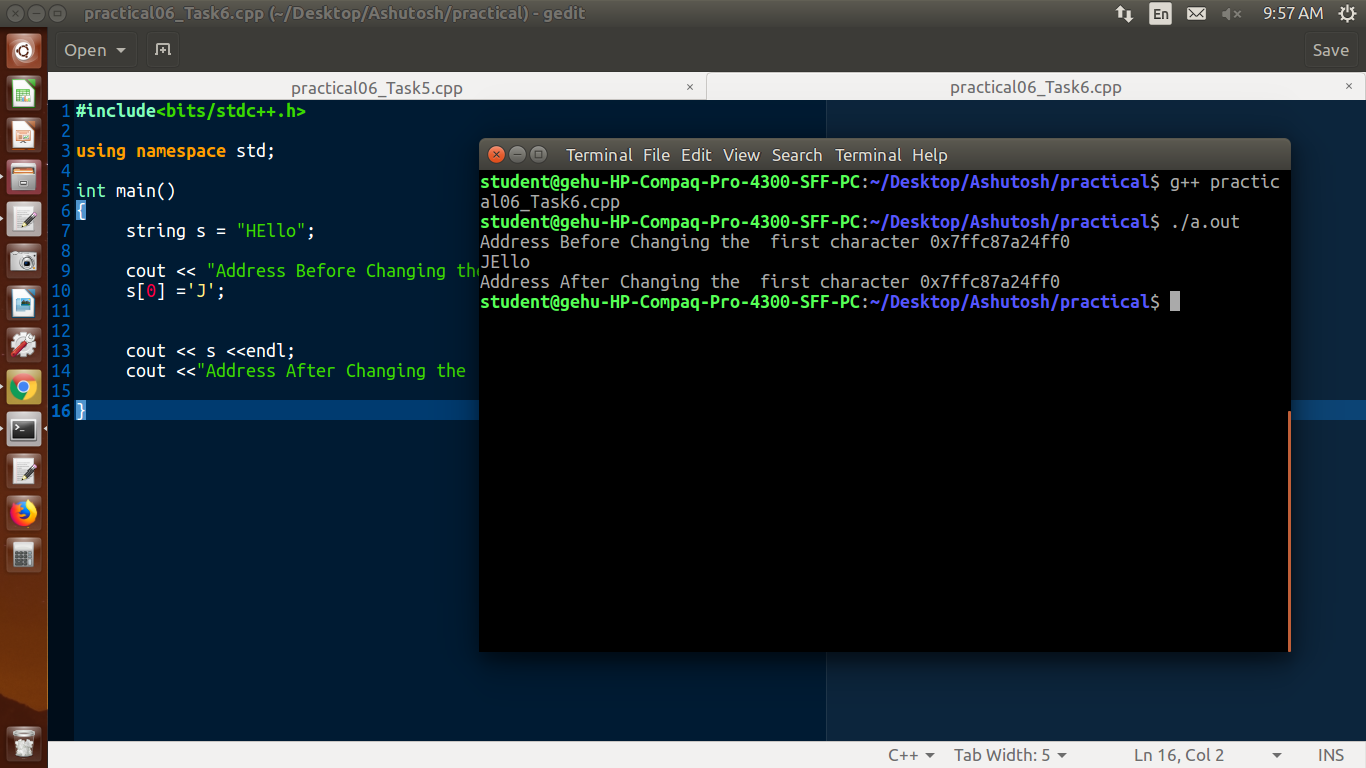 practical06_Task6.cpp (~/Desktop/Ashutosh/practical) - gedit
En
9:57 AM
Open
Save
practical06_Task5.cpp ×
practical06_Task6.cpp ×
1 #include<bits/stdc++.h>
2
3 using namespace std;
4
5 int main()
6 {
7 string s = "HEllo";
8
9 cout << "Address Before Changing the
10 s[0] ='J';
11
12
13 cout << s <<endl;
14 cout <<"Address After Changing the
15
16 }
Terminal File Edit View Search Terminal Help
student@gehu-HP-Compaq-Pro-4300-SFF-PC:~/Desktop/Ashutosh/practical$ g++ practic
al06_Task6.cpp
student@gehu-HP-Compaq-Pro-4300-SFF-PC:~/Desktop/Ashutosh/practical$ ./a.out
Address Before Changing the  first character 0x7ffc87a24ff0
JEllo
Address After Changing the  first character 0x7ffc87a24ff0
student@gehu-HP-Compaq-Pro-4300-SFF-PC:~/Desktop/Ashutosh/practical$
C++ Tab Width: 5 Ln 16, Col 2 INS